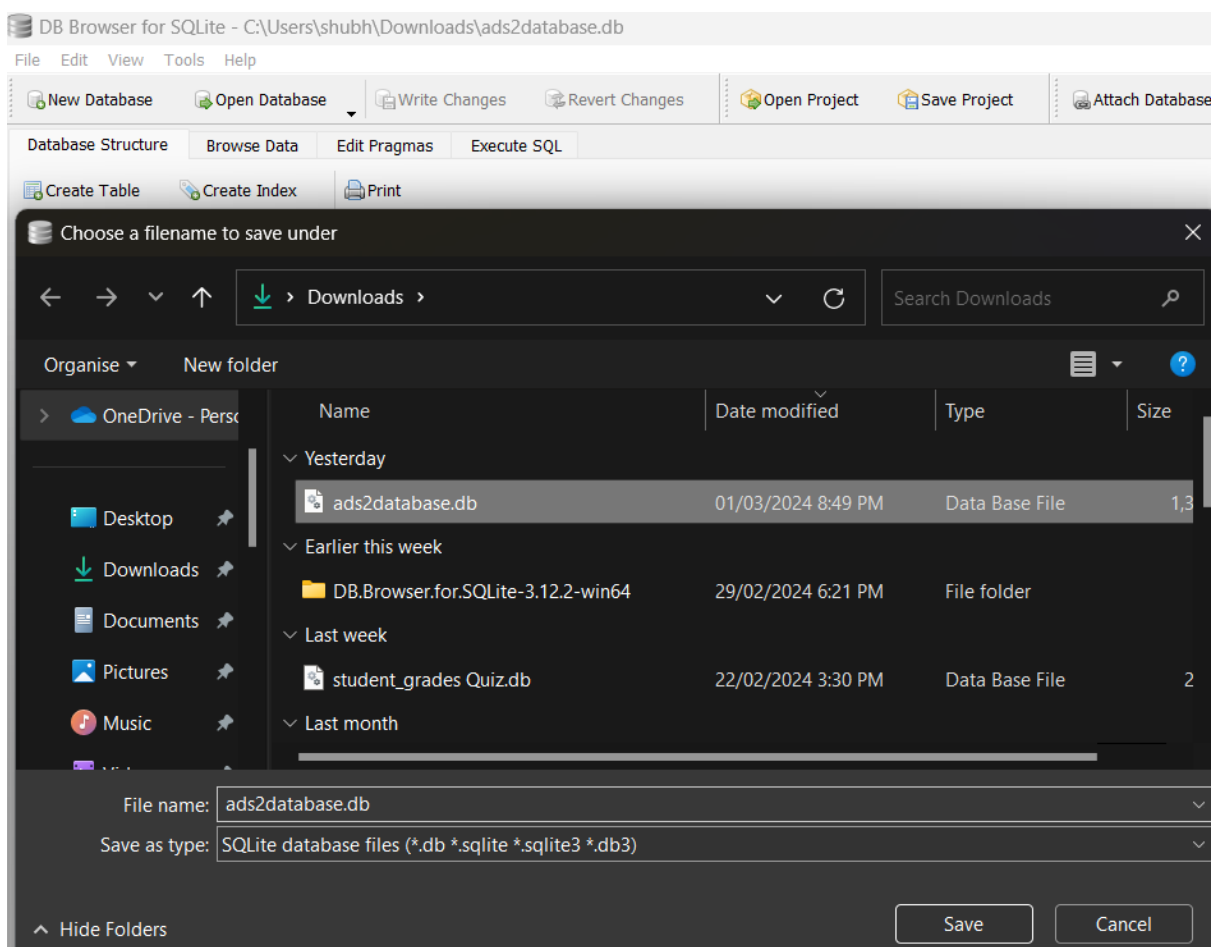 DB Browser for SQLite - C:\Users\shubh\Downloads\ads2database.db
File Edit View Tools Help
New Database Open Database Write Changes Revert Changes Open Project Save Project Attach Database
Database Structure Browse Data Edit Pragmas Execute SQL
Create Table Create Index Print
Choose a filename to save under
Downloads Search Downloads
Organise New folder
OneDrive - Perso Name Date modified Type Size
Yesterday
ads2database.db 01/03/2024 8:49 PM Data Base File 1,3
Desktop
Earlier this week
Downloads
DB.Browser.for.SQLite-3.12.2-win64 29/02/2024 6:21 PM File folder
Documents
Last week
Pictures student_grades Quiz.db 22/02/2024 3:30 PM Data Base File 2
Music Last month
File name: ads2database.db
Save as type: SQLite database files (*.db *.sqlite *.sqlite3 *.db3)
Hide Folders Save Cancel